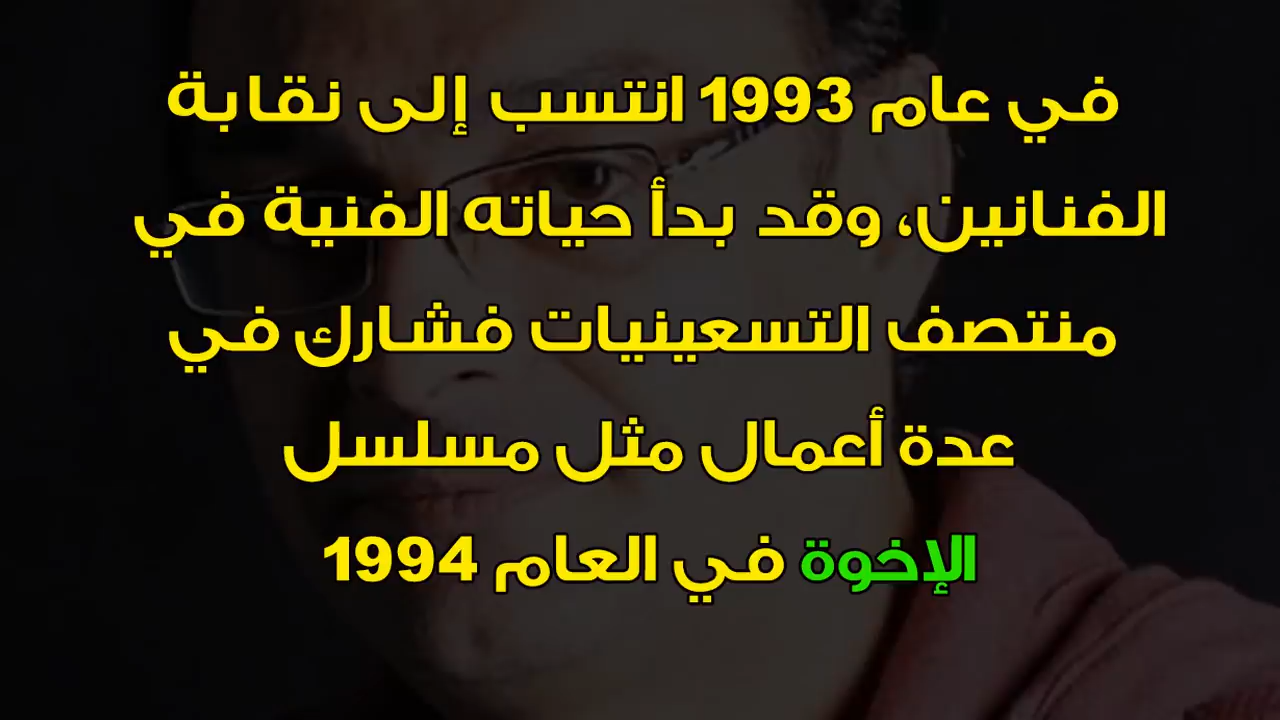 في عام 1993 انتسب إلى نقابة
الفنانين، وقد بدأ حياته الفنية في
منتصف التسعينيات فشارك في
عدة أعمال مثل مسلسل
الإخوة في العام 1994